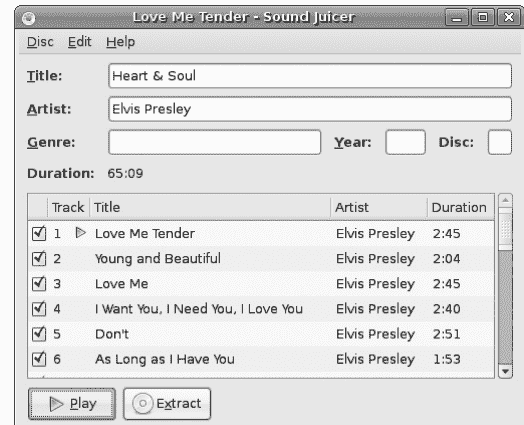 Love Me Tender - Sound Juicer
Disc Edit Help
Title: Heart & Soul
Artist: Elvis Presley
Genre: Year: Disc:
Duration: 65:09
Track Title Artist Duration
1 Love Me Tender Elvis Presley 2:45
2 Young and Beautiful Elvis Presley 2:04
3 Love Me Elvis Presley 2:45
4 I Want You, I Need You, I Love You Elvis Presley 2:40
5 Don't Elvis Presley 2:51
6 As Long as I Have You Elvis Presley 1:53
Play Extract